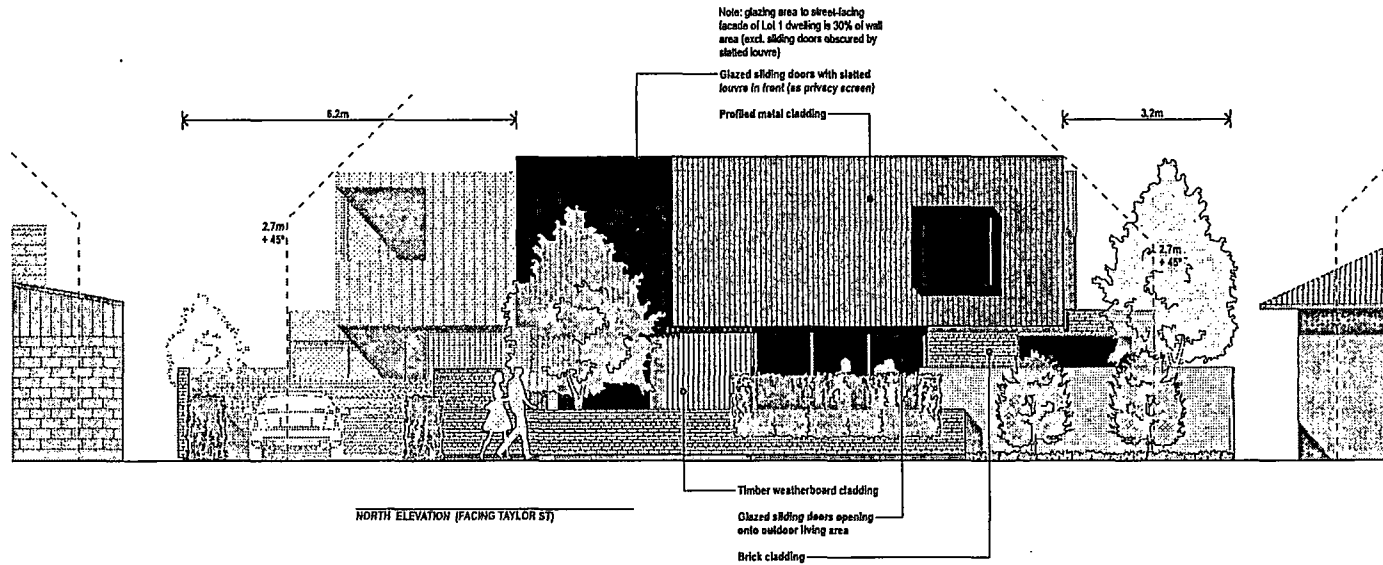 Note: glazing area to street-facing
facade of Lot 1 dwelling is 30% of wall
area (excl. sliding doors obscured by
slatted louvre)
Glazed sliding doors with slatted
louvre in front (as privacy screen)
Profiled metal cladding
6.2m
3.2m
2.7m
+ 45°
2.7m
+ 45°
Timber weatherboard cladding
NORTH ELEVATION (FACING TAYLOR ST)
Glazed sliding doors opening
onto outdoor living area
Brick cladding